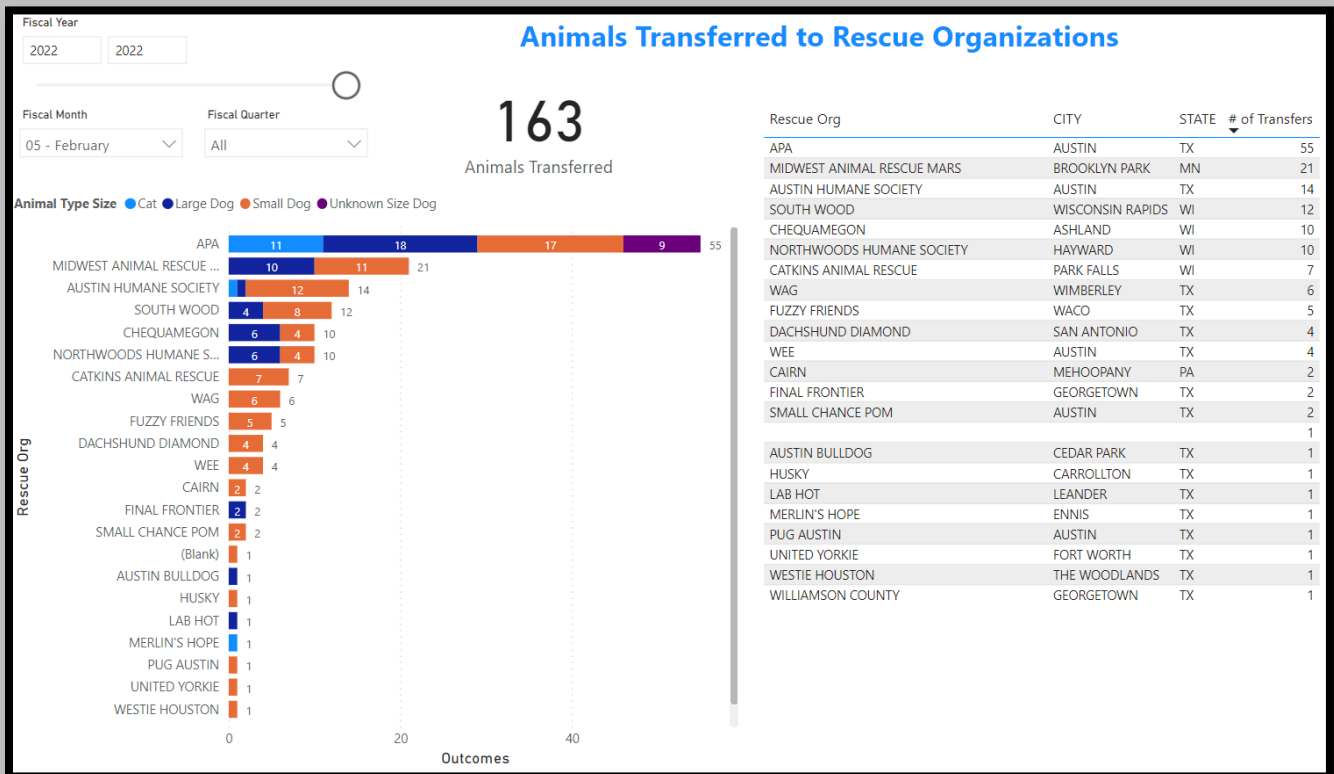 Fiscal Year
2022 2022
Animals Transferred to Rescue Organizations
Fiscal Month Fiscal Quarter
05 - February All
163
Animals Transferred
Animal Type Size Cat Large Dog Small Dog Unknown Size Dog
Rescue Org
APA 11 18 17 9 55
MIDWEST ANIMAL RESCUE ... 10 11 21
AUSTIN HUMANE SOCIETY 12 14
SOUTH WOOD 4 8 12
CHEQUAMEGON 6 4 10
NORTHWOODS HUMANE S... 6 4 10
CATKINS ANIMAL RESCUE 7 7
WAG 6 6
FUZZY FRIENDS 5 5
DACHSHUND DIAMOND 4 4
WEE 4 4
CAIRN 2 2
FINAL FRONTIER 2 2
SMALL CHANCE POM 2 2
(Blank) 1
AUSTIN BULLDOG 1
HUSKY 1
LAB HOT 1
MERLIN'S HOPE 1
PUG AUSTIN 1
UNITED YORKIE 1
WESTIE HOUSTON 1
0 20 40
Outcomes
Rescue Org CITY STATE # of Transfers
APA AUSTIN TX 55
MIDWEST ANIMAL RESCUE MARS BROOKLYN PARK MN 21
AUSTIN HUMANE SOCIETY AUSTIN TX 14
SOUTH WOOD WISCONSIN RAPIDS WI 12
CHEQUAMEGON ASHLAND WI 10
NORTHWOODS HUMANE SOCIETY HAYWARD WI 10
CATKINS ANIMAL RESCUE PARK FALLS WI 7
WAG WIMBERLEY TX 6
FUZZY FRIENDS WACO TX 5
DACHSHUND DIAMOND SAN ANTONIO TX 4
WEE AUSTIN TX 4
CAIRN MEHOOPANY PA 2
FINAL FRONTIER GEORGETOWN TX 2
SMALL CHANCE POM AUSTIN TX 2
1
AUSTIN BULLDOG CEDAR PARK TX 1
HUSKY CARROLLTON TX 1
LAB HOT LEANDER TX 1
MERLIN'S HOPE ENNIS TX 1
PUG AUSTIN AUSTIN TX 1
UNITED YORKIE FORT WORTH TX 1
WESTIE HOUSTON THE WOODLANDS TX 1
WILLIAMSON COUNTY GEORGETOWN TX 1